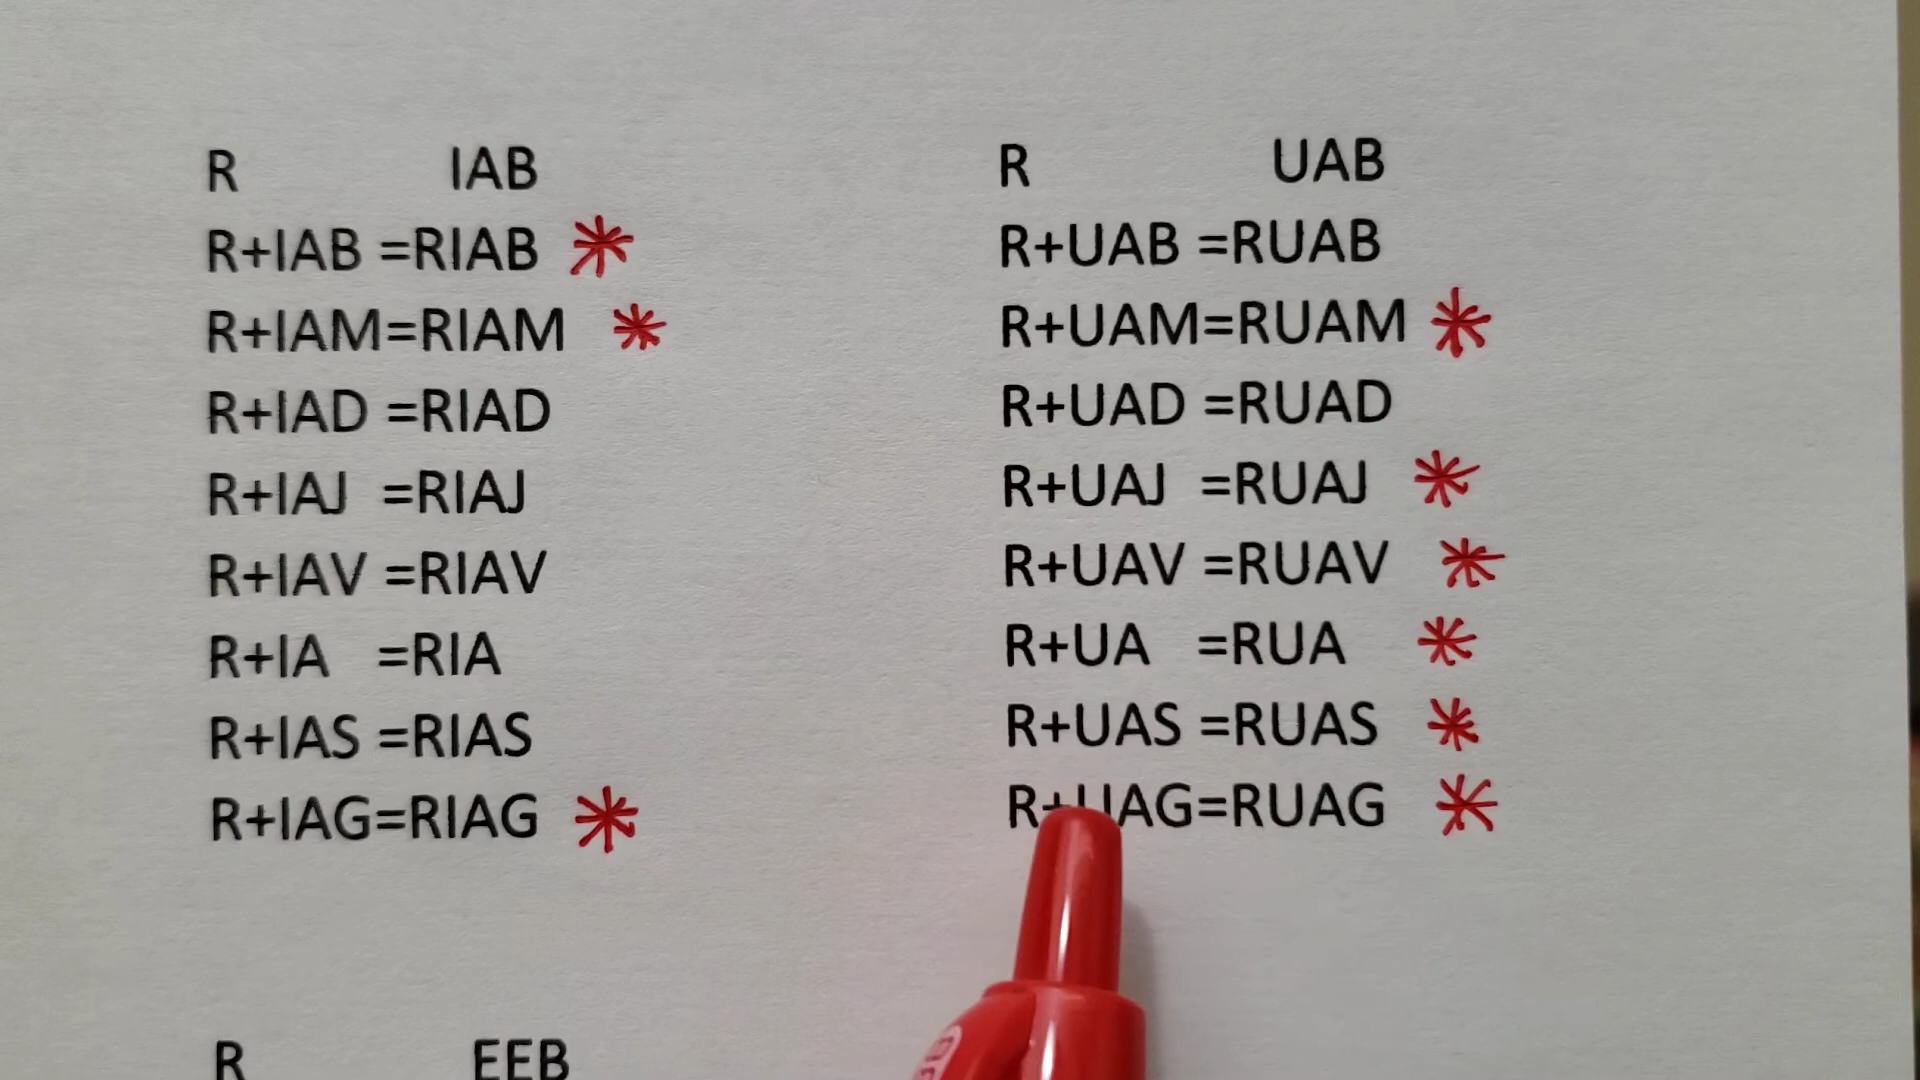 R IAB
R+IAB =RIAB *
R+IAM=RIAM *
R+IAD =RIAD
R+IAJ =RIAJ
R+IAV =RIAV
R+IA =RIA
R+IAS =RIAS
R+IAG=RIAG *
R UAB
R+UAB =RUAB
R+UAM=RUAM *
R+UAD =RUAD
R+UAJ =RUAJ *
R+UAV =RUAV *
R+UA =RUA *
R+UAS =RUAS *
R+UAG=RUAG *
R EEB